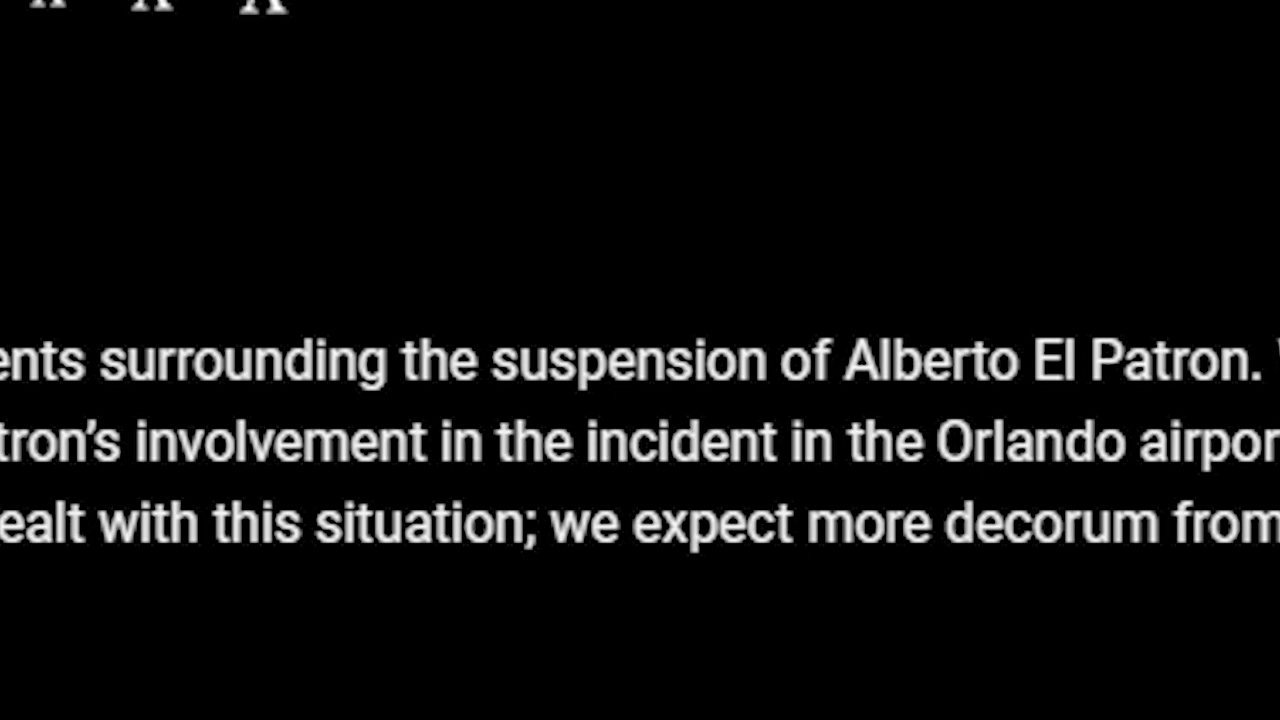 A A A
ents surrounding the suspension of Alberto El Patron.
tron’s involvement in the incident in the Orlando airpor
ealt with this situation; we expect more decorum from